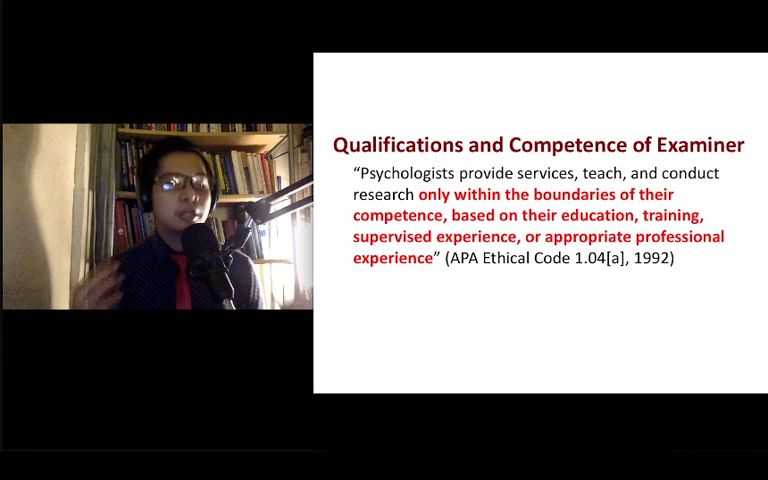 Qualifications and Competence of Examiner
“Psychologists provide services, teach, and conduct
research only within the boundaries of their
competence, based on their education, training,
supervised experience, or appropriate professional
experience” (APA Ethical Code 1.04[a], 1992)